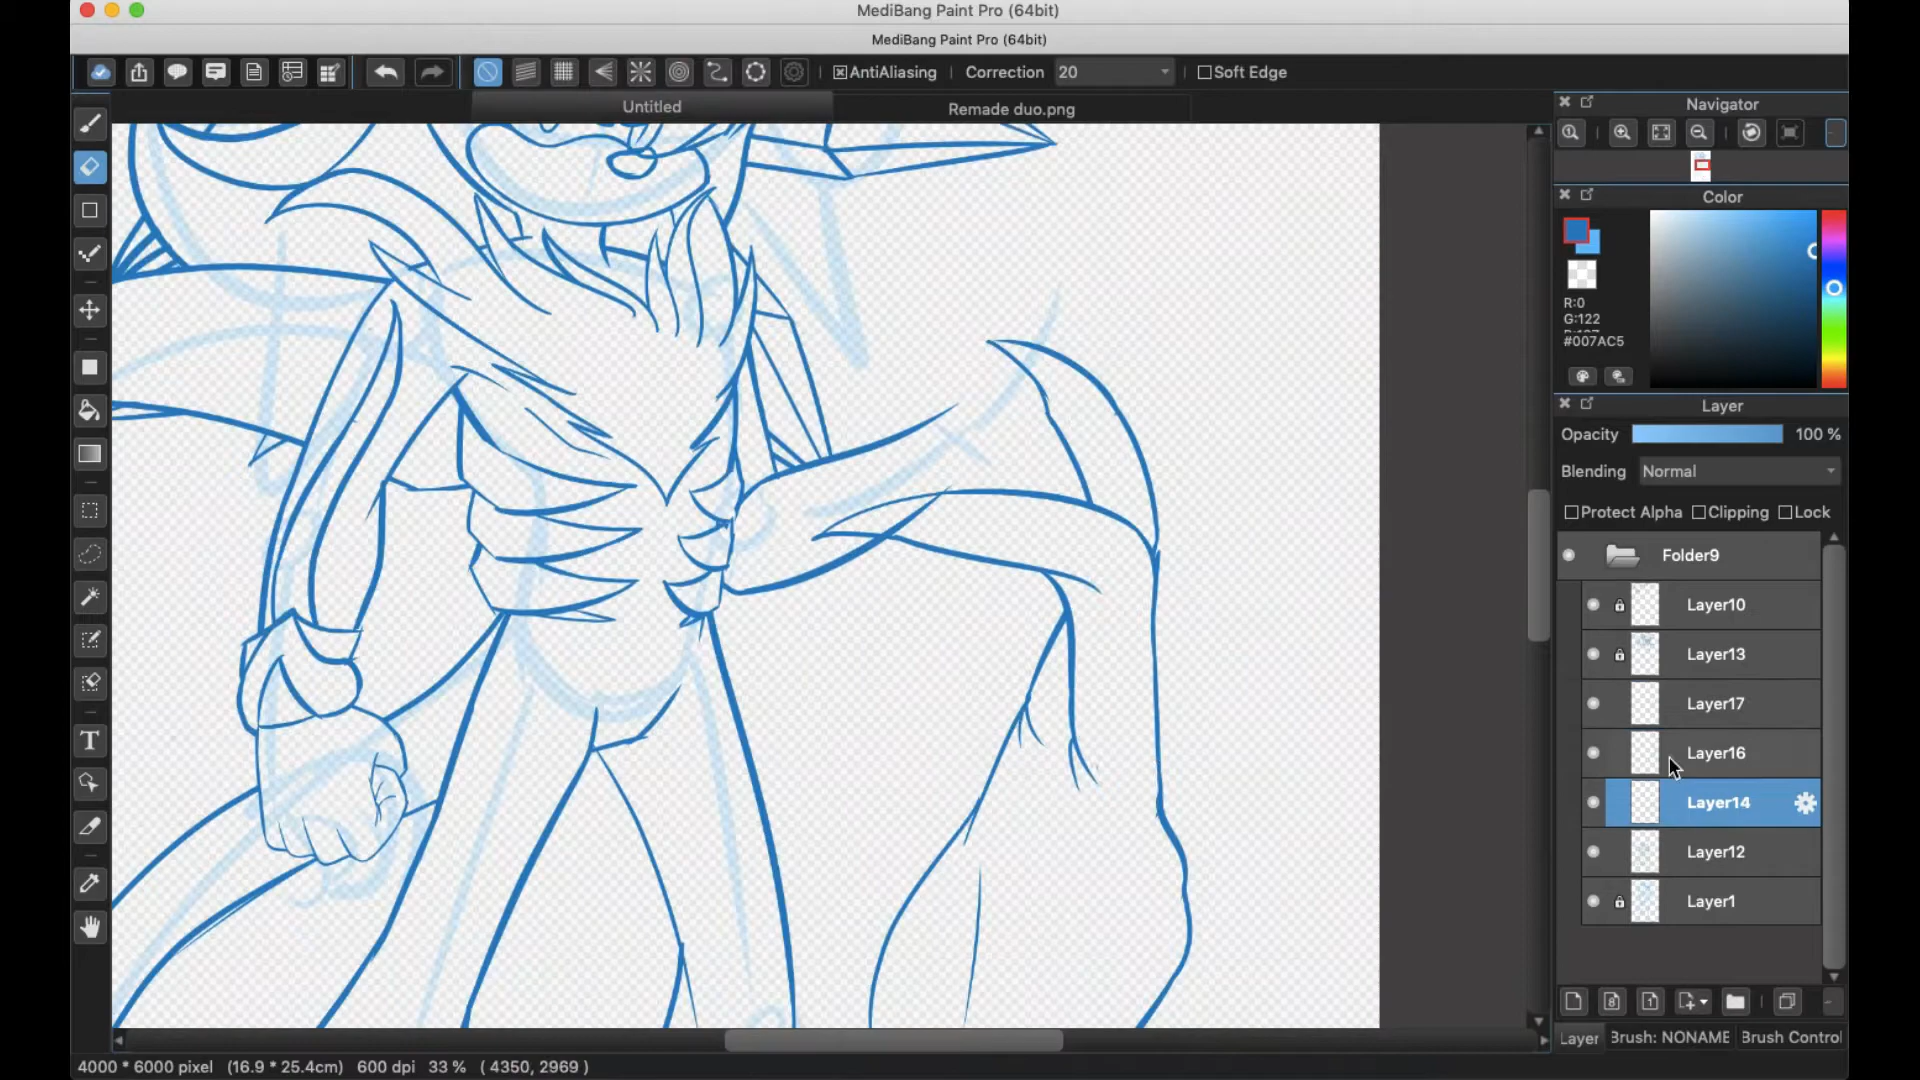 MediBang Paint Pro (64bit)
MediBang Paint Pro (64bit)
AntiAliasing Correction 20 Soft Edge
Untitled Remade duo.png
Navigator
Color
R:0
G:122
#007AC5
Layer
Opacity 100 %
Blending Normal
Protect Alpha Clipping Lock
Folder9
Layer10
Layer13
Layer17
Layer16
Layer14
Layer12
Layer1
Layer Brush: NONAME Brush Control
4000 * 6000 pixel (16.9 * 25.4cm) 600 dpi 33 % ( 4350, 2969 )